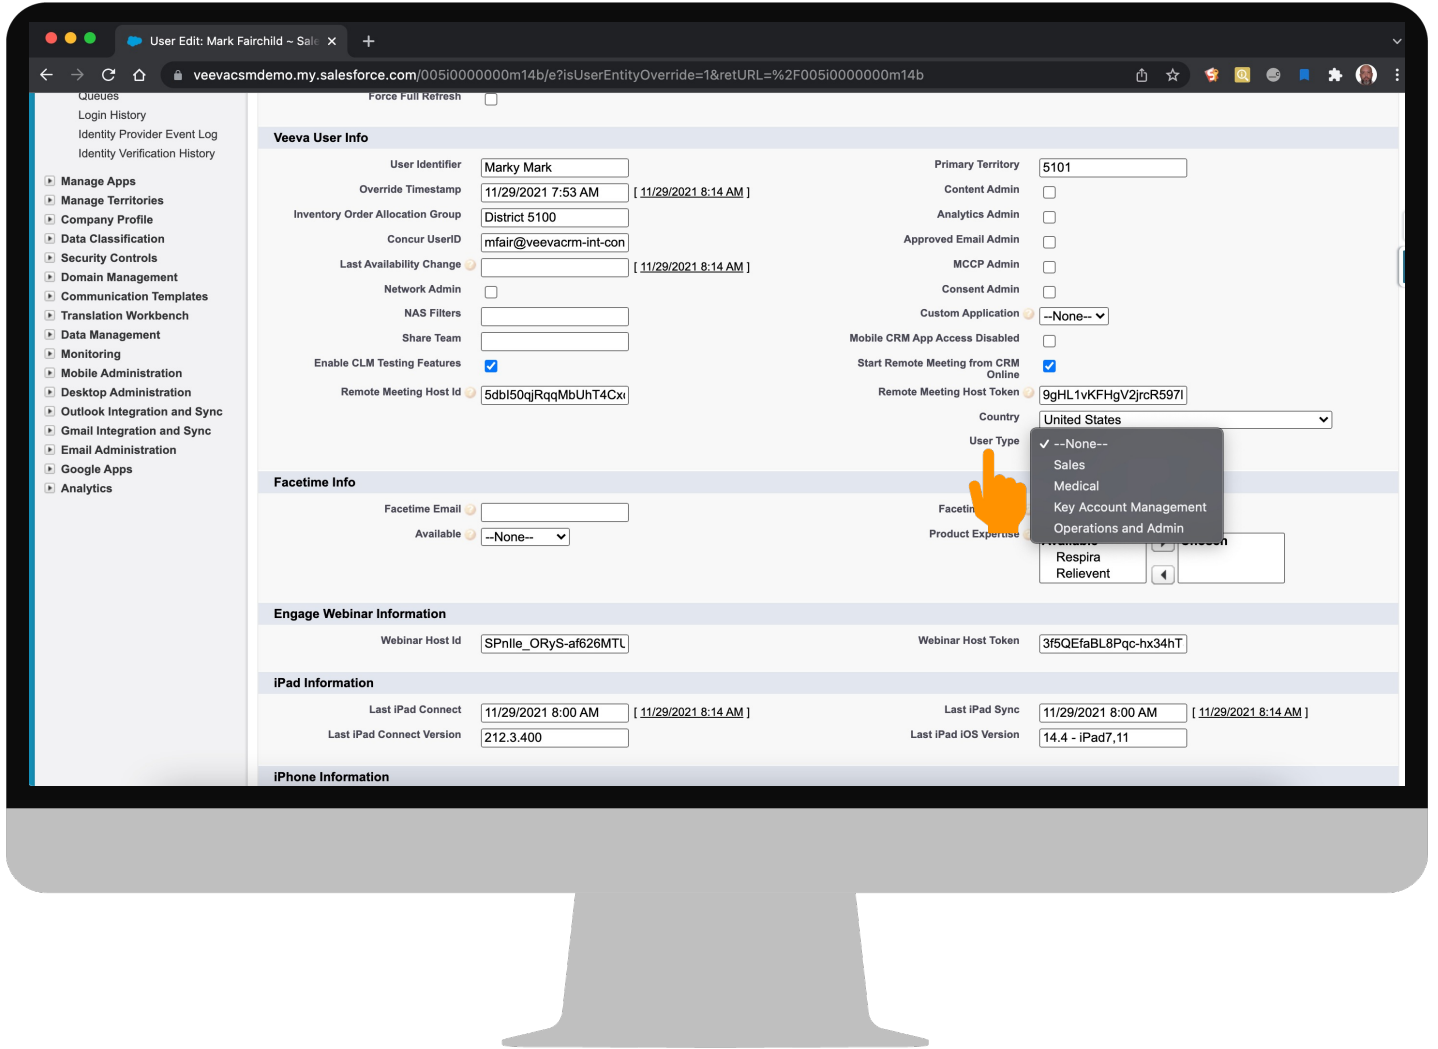 User Edit: Mark Fairchild ~ Sale
veevacsmdemo.my.salesforce.com/005i0000000m14b/e?isUserEntityOverride=1&retURL=%2F005i0000000m14b
Queues
Login History
Identity Provider Event Log
Identity Verification History
Manage Apps
Manage Territories
Company Profile
Data Classification
Security Controls
Domain Management
Communication Templates
Translation Workbench
Data Management
Monitoring
Mobile Administration
Desktop Administration
Outlook Integration and Sync
Gmail Integration and Sync
Email Administration
Google Apps
Analytics
Force Full Refresh
Veeva User Info
User Identifier Marky Mark Primary Territory 5101
Override Timestamp 11/29/2021 7:53 AM [ 11/29/2021 8:14 AM ] Content Admin
Inventory Order Allocation Group District 5100 Analytics Admin
Concur UserID mfair@veevacrm-int-con Approved Email Admin
Last Availability Change [ 11/29/2021 8:14 AM ] MCCP Admin
Network Admin Consent Admin
NAS Filters Custom Application --None--
Share Team Mobile CRM App Access Disabled
Enable CLM Testing Features Start Remote Meeting from CRM
Online
Remote Meeting Host Id 5dbI50qjRqqMbUhT4Cx Remote Meeting Host Token 9gHL1vKFHgV2jrcR597I
Country United States
User Type --None--
Sales
Medical
Key Account Management
Operations and Admin
Facetime Info
Facetime Email Facetim
Available --None-- Product Expertise Available Chosen
Respira
Relievent
Engage Webinar Information
Webinar Host Id SPnlle_ORyS-af626MTL Webinar Host Token 3f5QEfaBL8Pqc-hx34hT
iPad Information
Last iPad Connect 11/29/2021 8:00 AM [ 11/29/2021 8:14 AM ] Last iPad Sync 11/29/2021 8:00 AM [ 11/29/2021 8:14 AM ]
Last iPad Connect Version 212.3.400 Last iPad iOS Version 14.4 - iPad7,11
iPhone Information